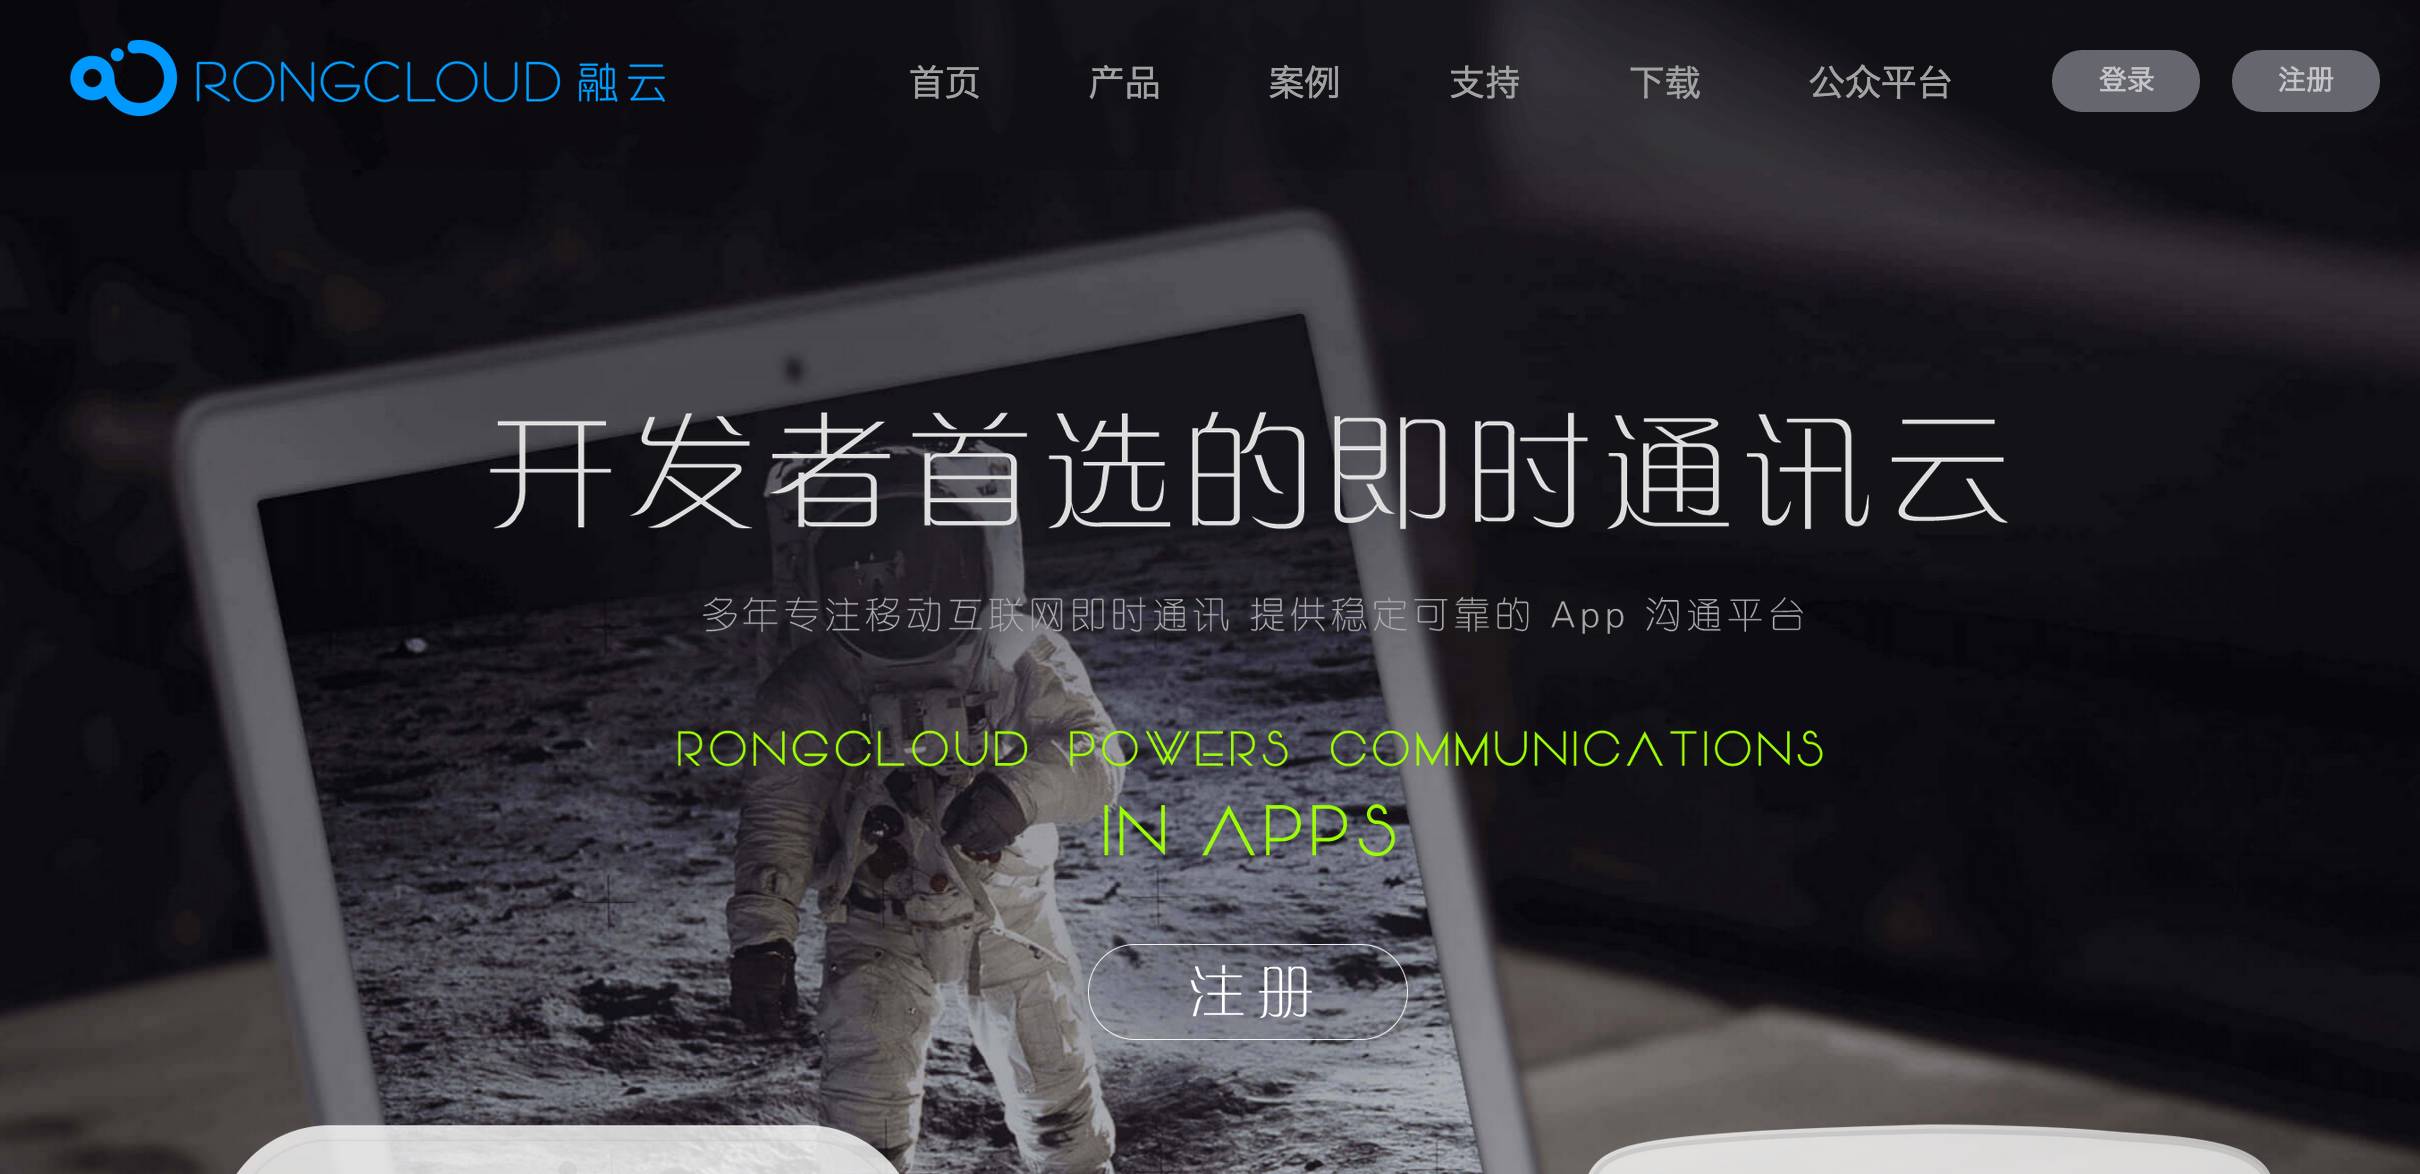 RONGCLOUD 融云
首页 产品 案例 支持 下载 公众平台 登录 注册
开发者首选的即时通讯云
多年专注移动互联网即时通讯 提供稳定可靠的 App 沟通平台
RONGCLOUD POWERS COMMUNICATIONS
IN APPS
注册